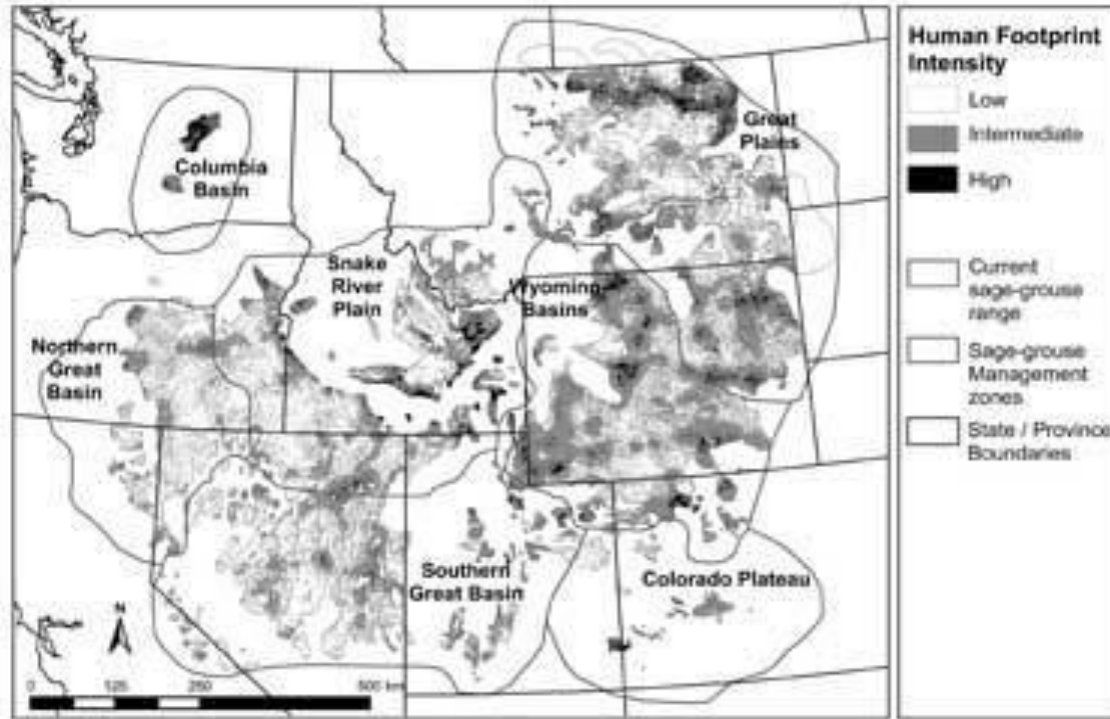 Human Footprint
Intensity
Low
Intermediate
High
Current
sage-grouse
range
Sage-grouse
Management
zones
State / Province
Boundaries
Great
Plains
Columbia
Basin
Snake
River
Plain
Wyoming
Basins
Northern
Great
Basin
Southern
Great Basin
Colorado Plateau
N
0 125 250 500 km